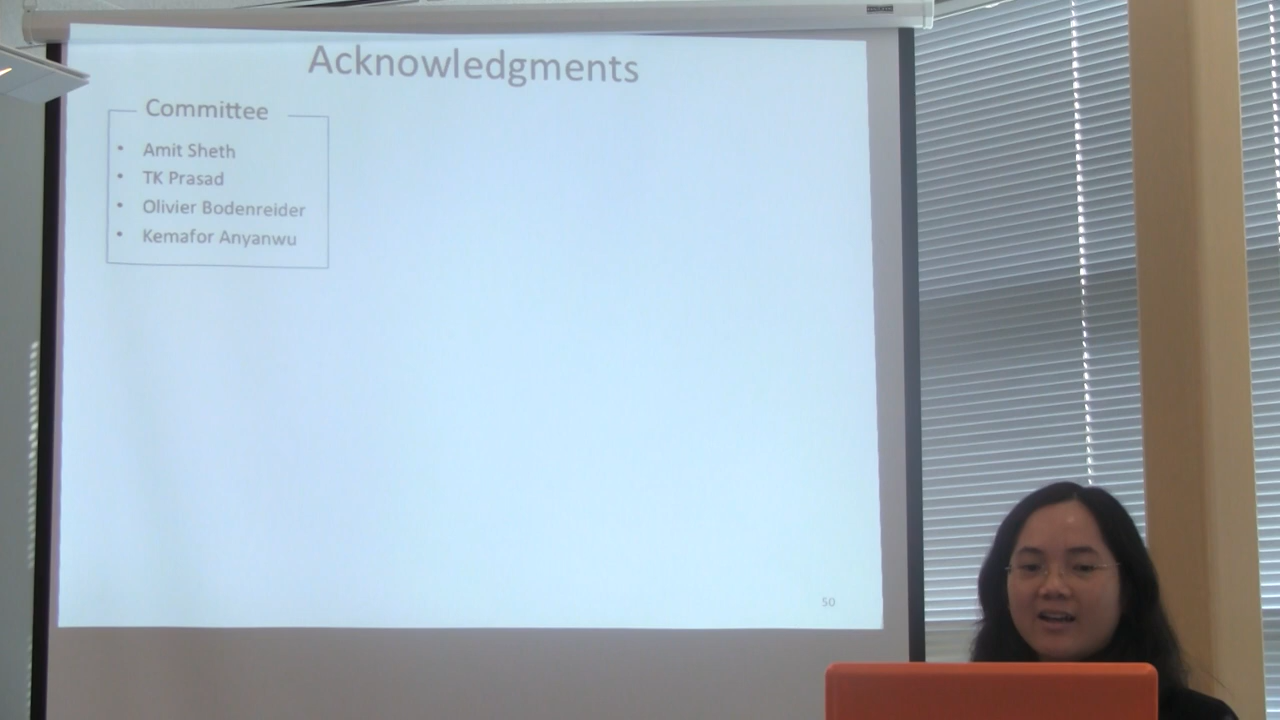 Acknowledgments
Committee
• Amit Sheth
• TK Prasad
• Olivier Bodenreider
• Kemafor Anyanwu
50